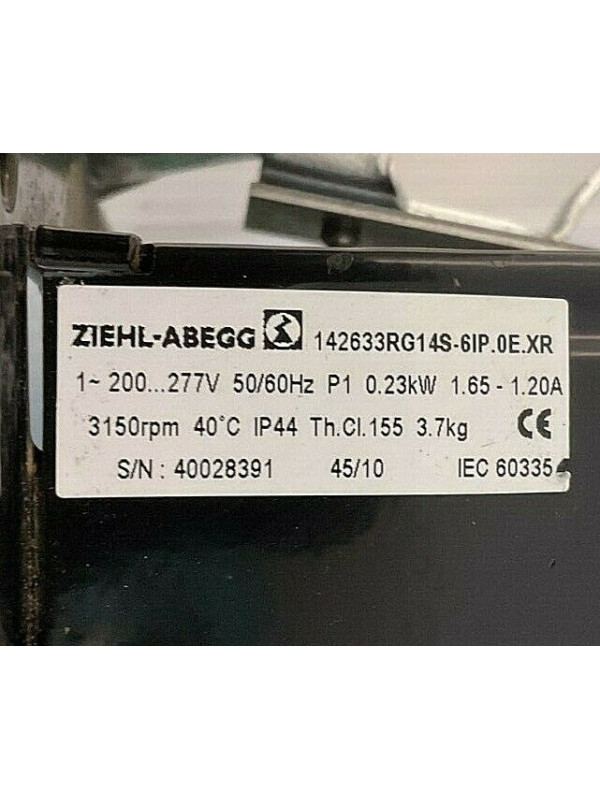 ZIEHL-ABEGG 142633RG14S-6IP.0E.XR
1~ 200...277V 50/60Hz P1 0.23kW 1.65 - 1.20A
3150rpm 40°C IP44 Th.Cl.155 3.7kg CE
S/N : 40028391 45/10 IEC 60335